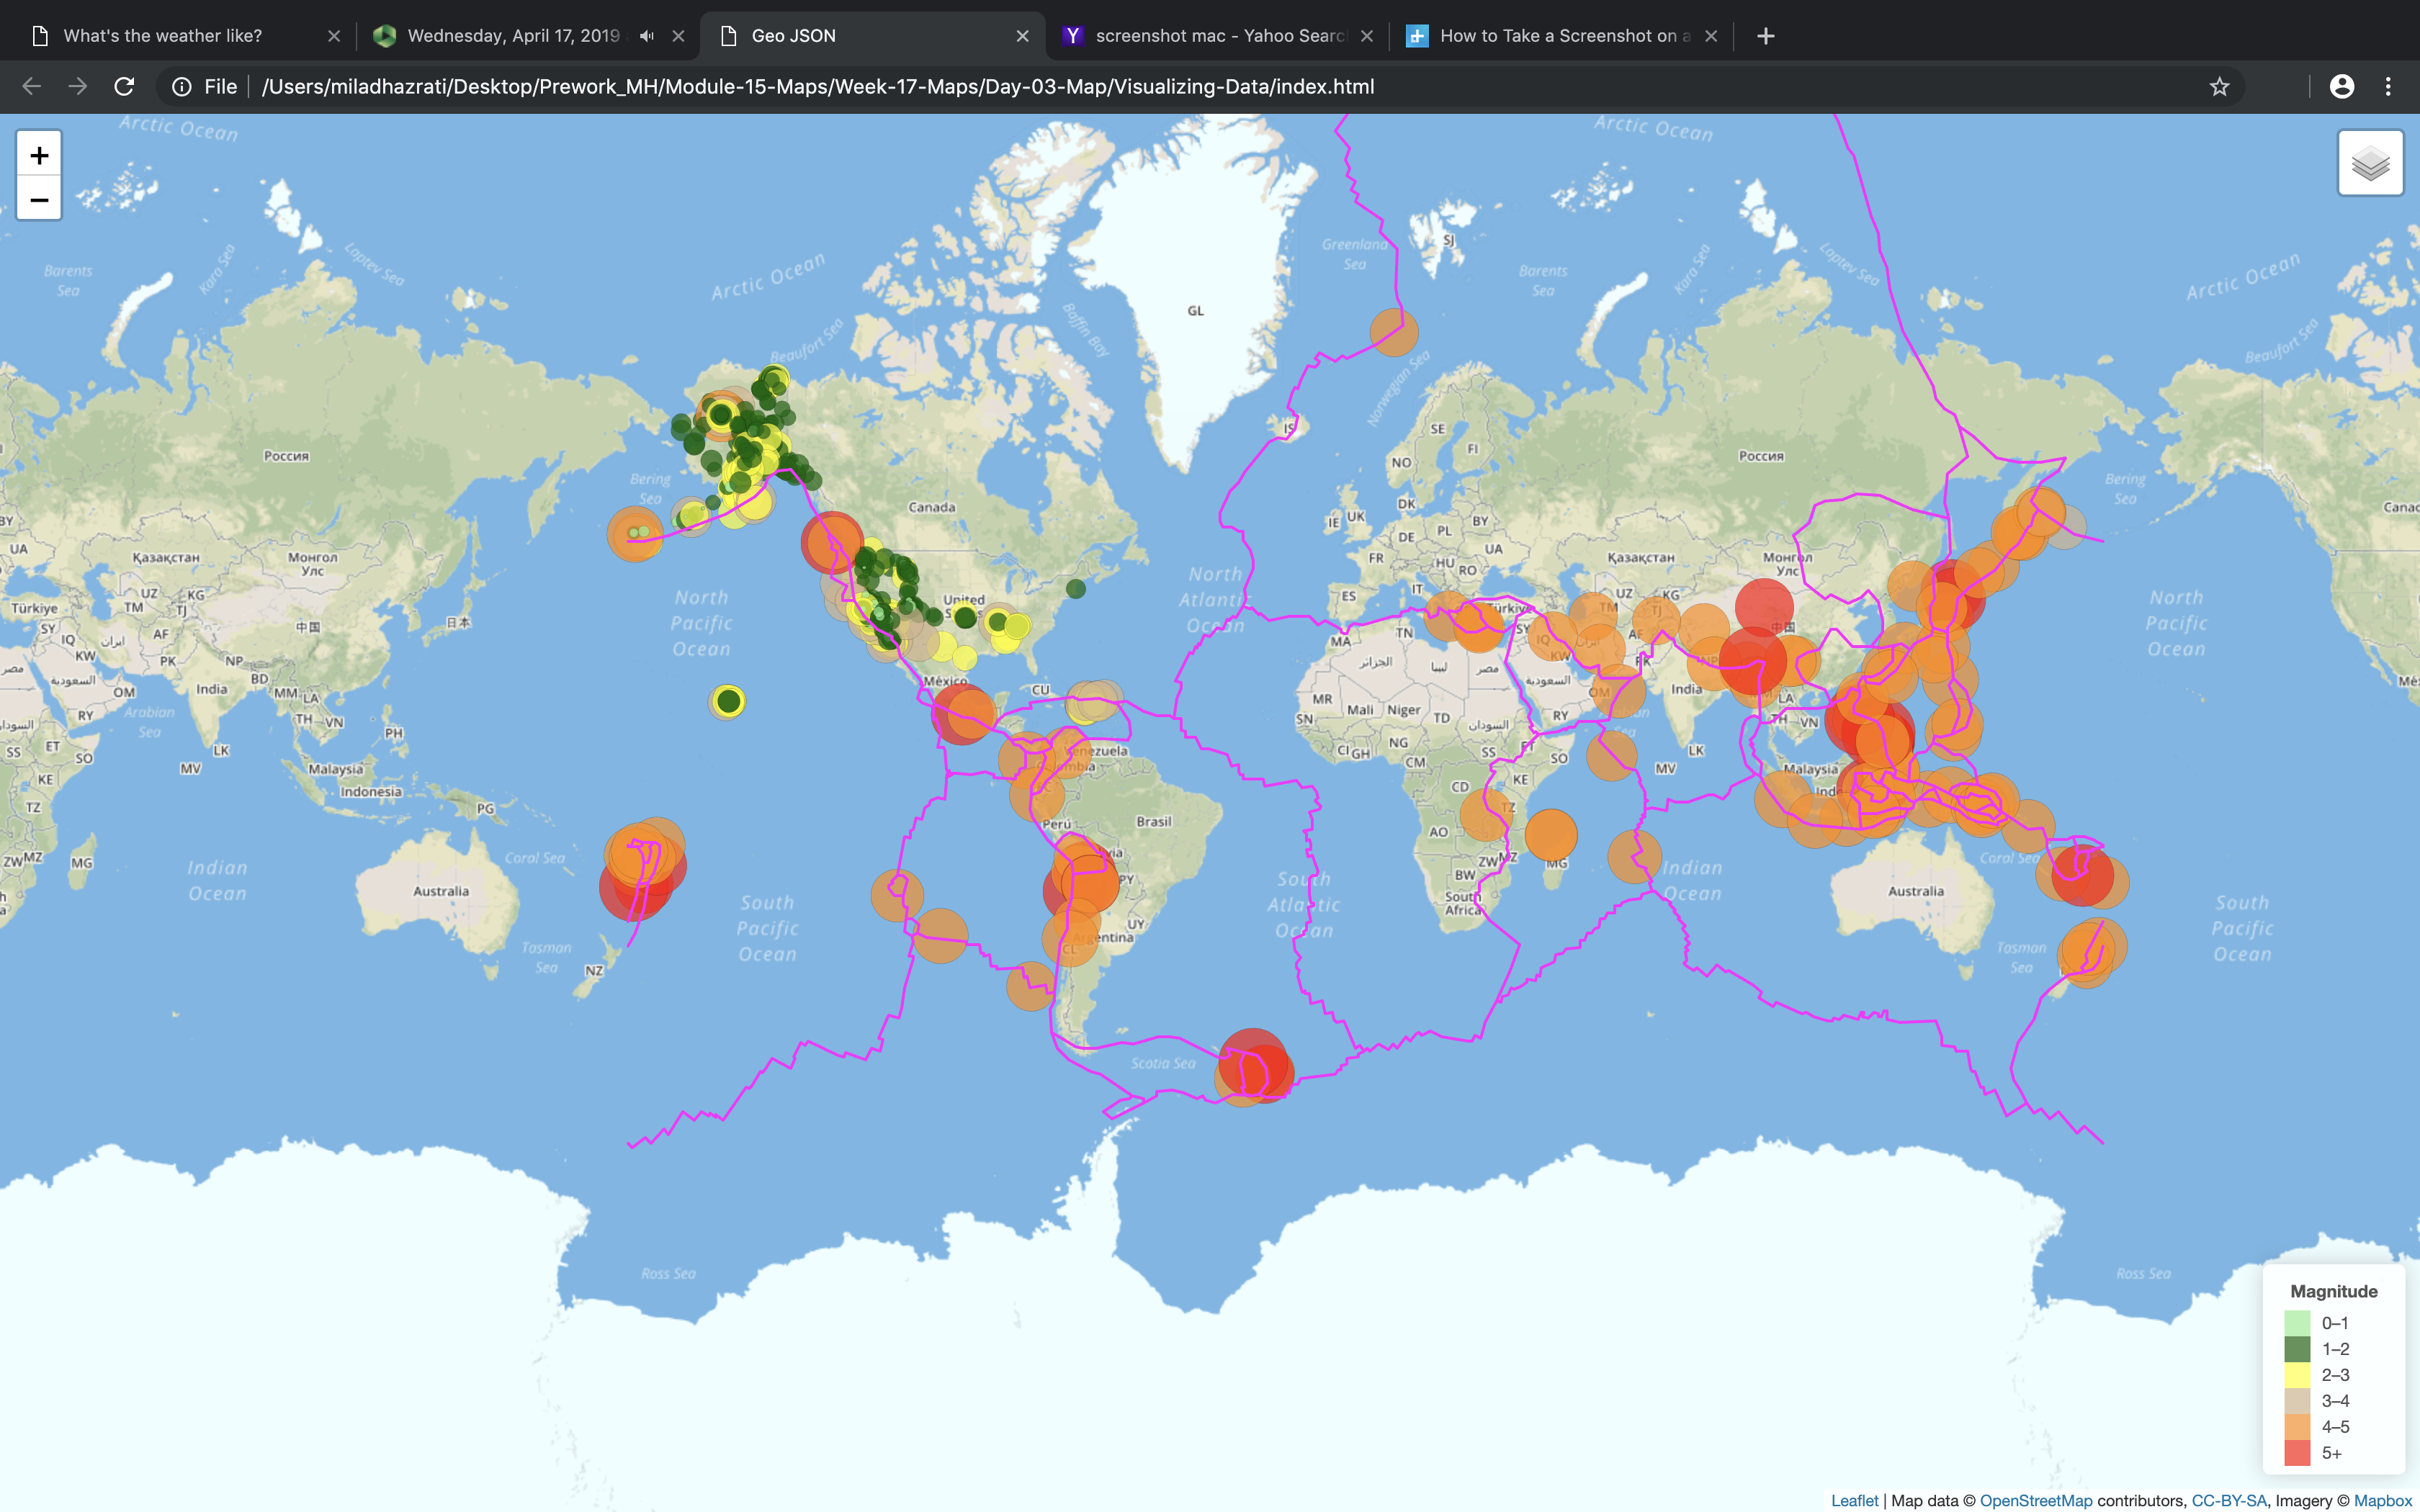 What's the weather like?
Wednesday, April 17, 2019
Geo JSON
screenshot mac - Yahoo Searc
How to Take a Screenshot on a
File
/Users/miladhazrati/Desktop/Prework_MH/Module-15-Maps/Week-17-Maps/Day-03-Map/Visualizing-Data/index.html
+
−
Arctic Ocean
Arctic Ocean
Barents
Sea
Kara Sea
Laptev Sea
Arctic Ocean
Beaufort Sea
Baffin Bay
GL
Greenland
Sea
SJ
Barents
Sea
Kara Sea
Laptev Sea
Arctic Ocean
Beaufort Sea
Norwegian Sea
IS
Россия
Bering
Sea
Canada
SE
FI
NO
DK
IE
UK
PL
BY
DE
UA
FR
HU
RO
IT
ES
Россия
Bering
Sea
BY
UA
Қазақстан
Монгол
Улс
Türkiye
UZ
KG
TM
TJ
SY
IQ
ایران
AF
中国
日本
KW
PK
NP
مصر
السعودية
BD
OM
India
MM
LA
RY
Arabian
Sea
TH
VN
PH
SS
ET
SO
LK
KE
MV
Malaysia
Indonesia
PG
TZ
ZW
MZ
MG
Indian
Ocean
Coral Sea
Australia
Tasman
Sea
NZ
North
Pacific
Ocean
South
Pacific
Ocean
United
México
CU
Venezuela
Perú
Brasil
PY
UY
Argentina
CL
North
Atlantic
Ocean
South
Atlantic
Ocean
Scotia Sea
Қазақстан
Монгол
Улс
Türkiye
UZ
KG
TM
TJ
SY
IQ
AF
中国
KW
PK
MA
TN
الجزائر
ليبيا
مصر
السعودية
OM
India
LA
MR
Mali
Niger
TD
السودان
RY
SN
TH
VN
CI
GH
NG
SS
ET
SO
LK
CM
KE
MV
Malaysia
CD
TZ
AO
ZW
MZ
MG
BW
South
Africa
Indian
Ocean
Coral Sea
Australia
Tasman
Sea
North
Pacific
Ocean
South
Pacific
Ocean
Ross Sea
Ross Sea
Magnitude
0–1
1–2
2–3
3–4
4–5
5+
Leaflet | Map data © OpenStreetMap contributors, CC-BY-SA, Imagery © Mapbox